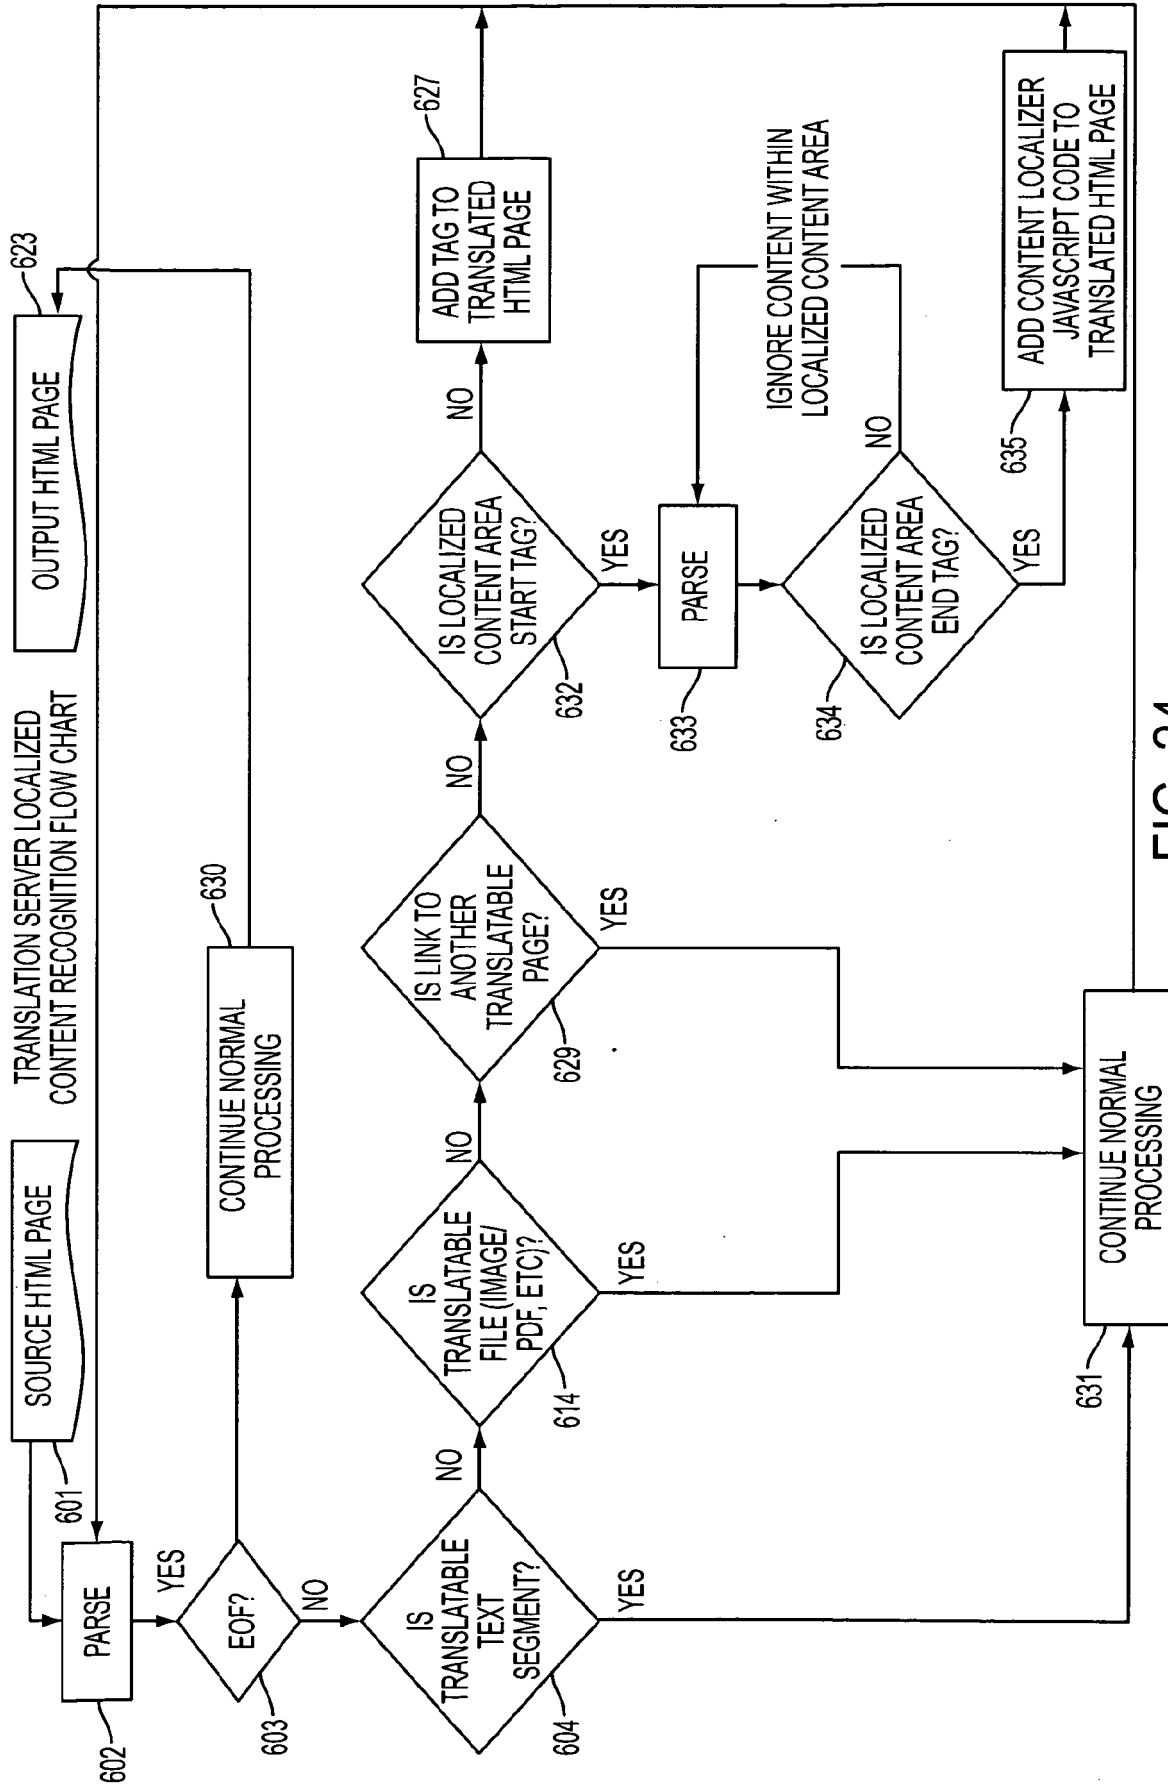 TRANSLATION SERVER LOCALIZED
CONTENT RECOGNITION FLOW CHART
SOURCE HTML PAGE
601
OUTPUT HTML PAGE
623
PARSE
602
YES
EOF?
603
NO
CONTINUE NORMAL
PROCESSING
630
IS
TRANSLATABLE
TEXT
SEGMENT?
604
NO
YES
IS
TRANSLATABLE
FILE (IMAGE/
PDF, ETC)?
614
NO
YES
IS LINK TO
ANOTHER
TRANSLATABLE
PAGE?
629
NO
YES
IS LOCALIZED
CONTENT AREA
START TAG?
632
NO
YES
ADD TAG TO
TRANSLATED
HTML PAGE
627
PARSE
633
IGNORE CONTENT WITHIN
LOCALIZED CONTENT AREA
IS LOCALIZED
CONTENT AREA
END TAG?
634
NO
YES
ADD CONTENT LOCALIZER
JAVASCRIPT CODE TO
TRANSLATED HTML PAGE
635
CONTINUE NORMAL
PROCESSING
631
FIG.